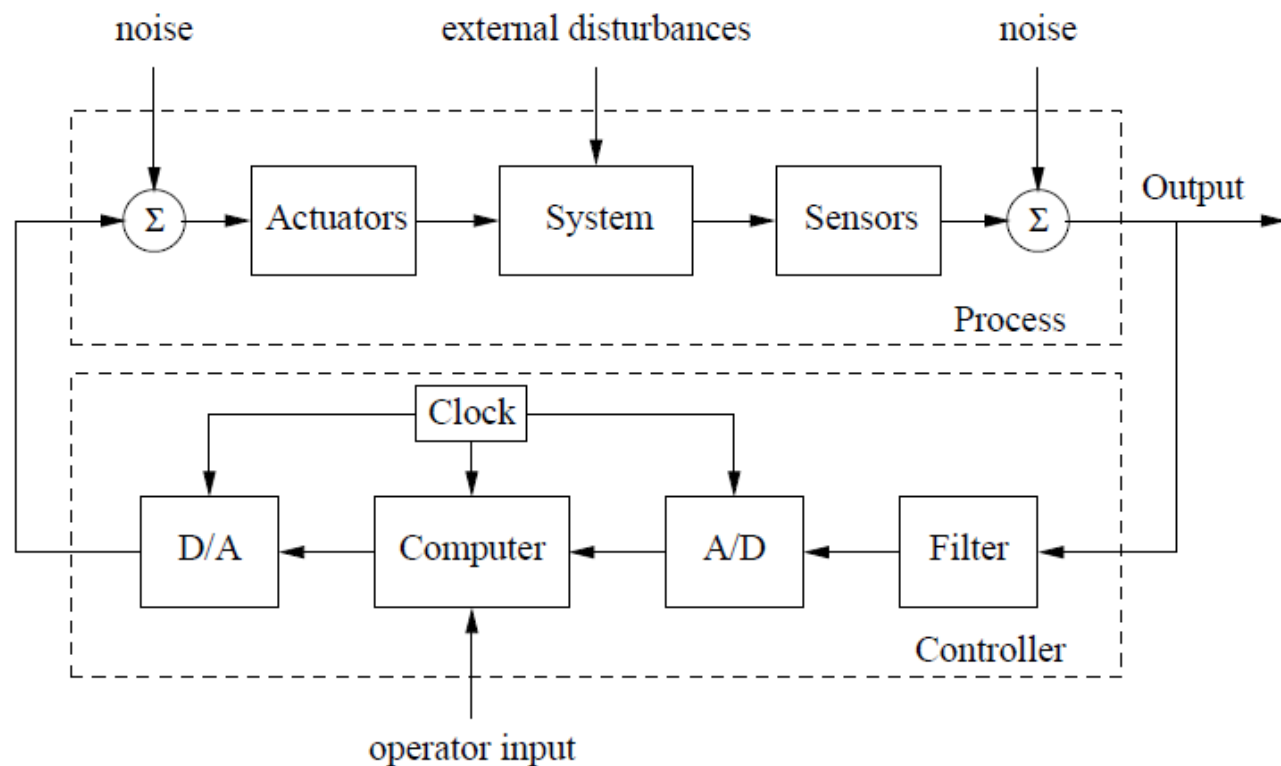 noise
external disturbances
noise
Σ
Actuators
System
Sensors
Σ
Output
Process
Clock
D/A
Computer
A/D
Filter
Controller
operator input